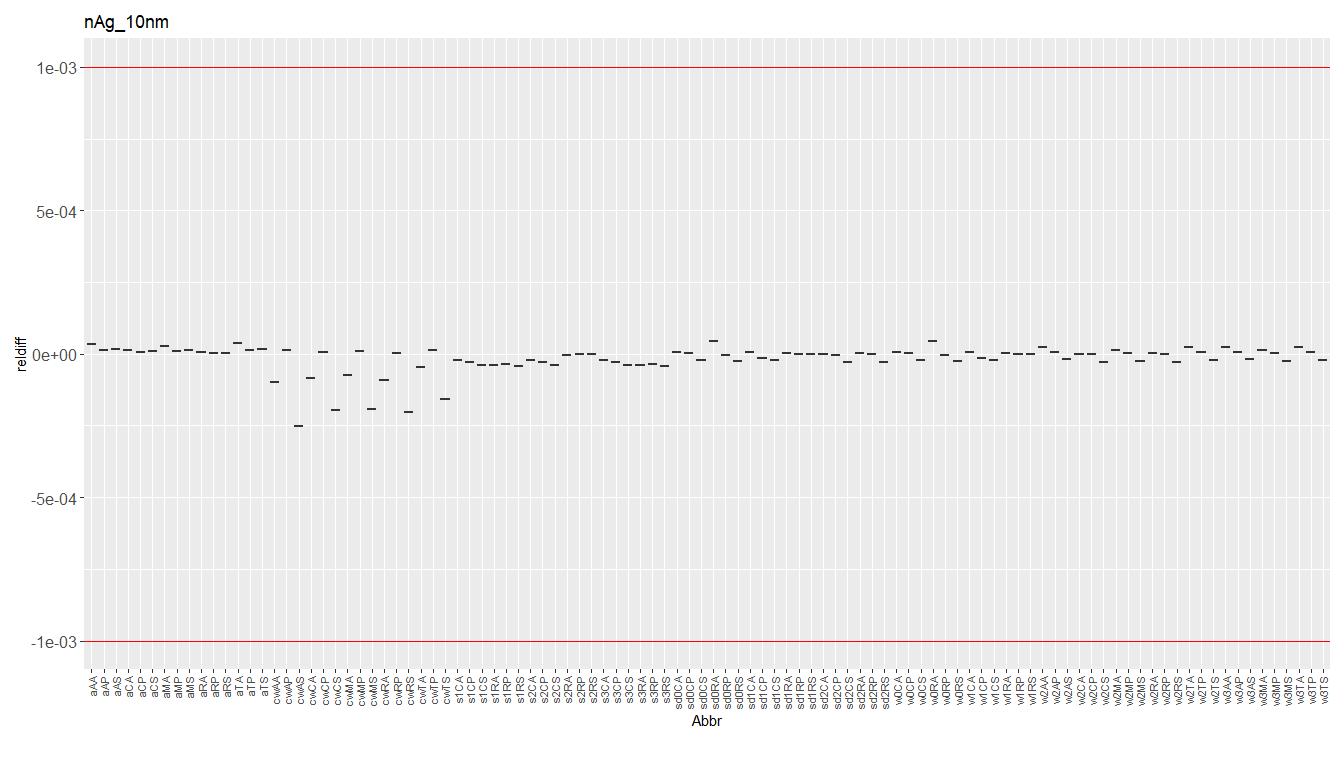 nAg_10nm
1e-03
5e-04
0e+00
-5e-04
-1e-03
reldiff
aAA
aAP
aAS
aCA
aCP
aCS
aMA
aMP
aMS
aRA
aRP
aRS
aTA
aTP
aTS
cwAA
cwAP
cwAS
cwCA
cwCP
cwCS
cwMA
cwMP
cwMS
cwRA
cwRP
cwRS
cwTA
cwTP
cwTS
s1CA
s1CP
s1CS
s1RA
s1RP
s1RS
s2CA
s2CP
s2CS
s2RA
s2RP
s2RS
s3CA
s3CP
s3CS
s3RA
s3RP
s3RS
sd0CA
sd0CP
sd0CS
sd0RA
sd0RP
sd0RS
sd1CA
sd1CP
sd1CS
sd1RA
sd1RP
sd1RS
sd2CA
sd2CP
sd2CS
sd2RA
sd2RP
sd2RS
w0CA
w0CP
w0CS
w0RA
w0RP
w0RS
w1CA
w1CP
w1CS
w1RA
w1RP
w1RS
w2AA
w2AP
w2AS
w2CA
w2CP
w2CS
w2MA
w2MP
w2MS
w2RA
w2RP
w2RS
w2TA
w2TP
w2TS
w3AA
w3AP
w3AS
w3MA
w3MP
w3MS
w3TA
w3TP
w3TS
Abbr